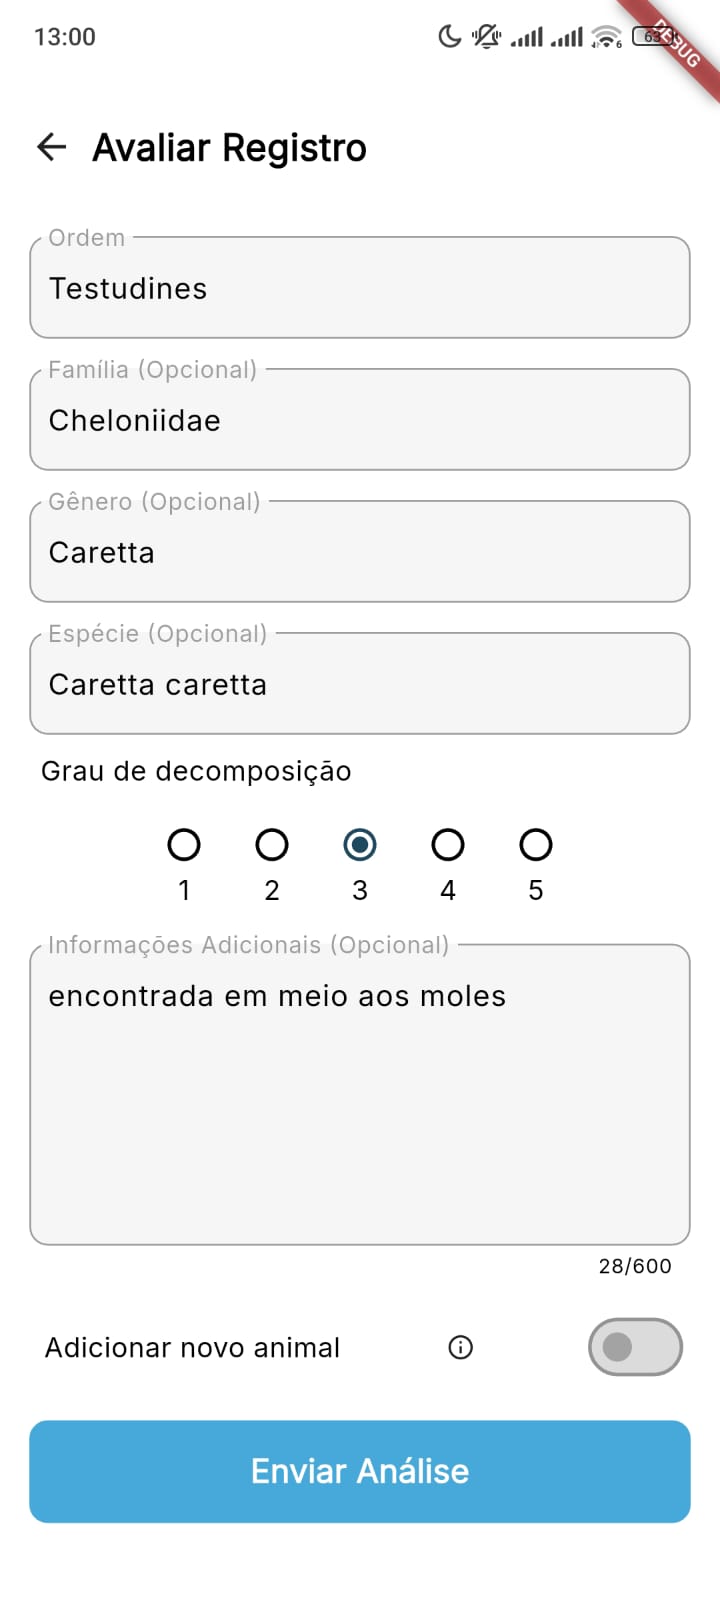 13:00
63
DEBUG
Avaliar Registro
Ordem
Testudines
Família (Opcional)
Cheloniidae
Gênero (Opcional)
Caretta
Espécie (Opcional)
Caretta caretta
Grau de decomposição
1 2 3 4 5
Informações Adicionais (Opcional)
encontrada em meio aos moles
28/600
Adicionar novo animal
Enviar Análise